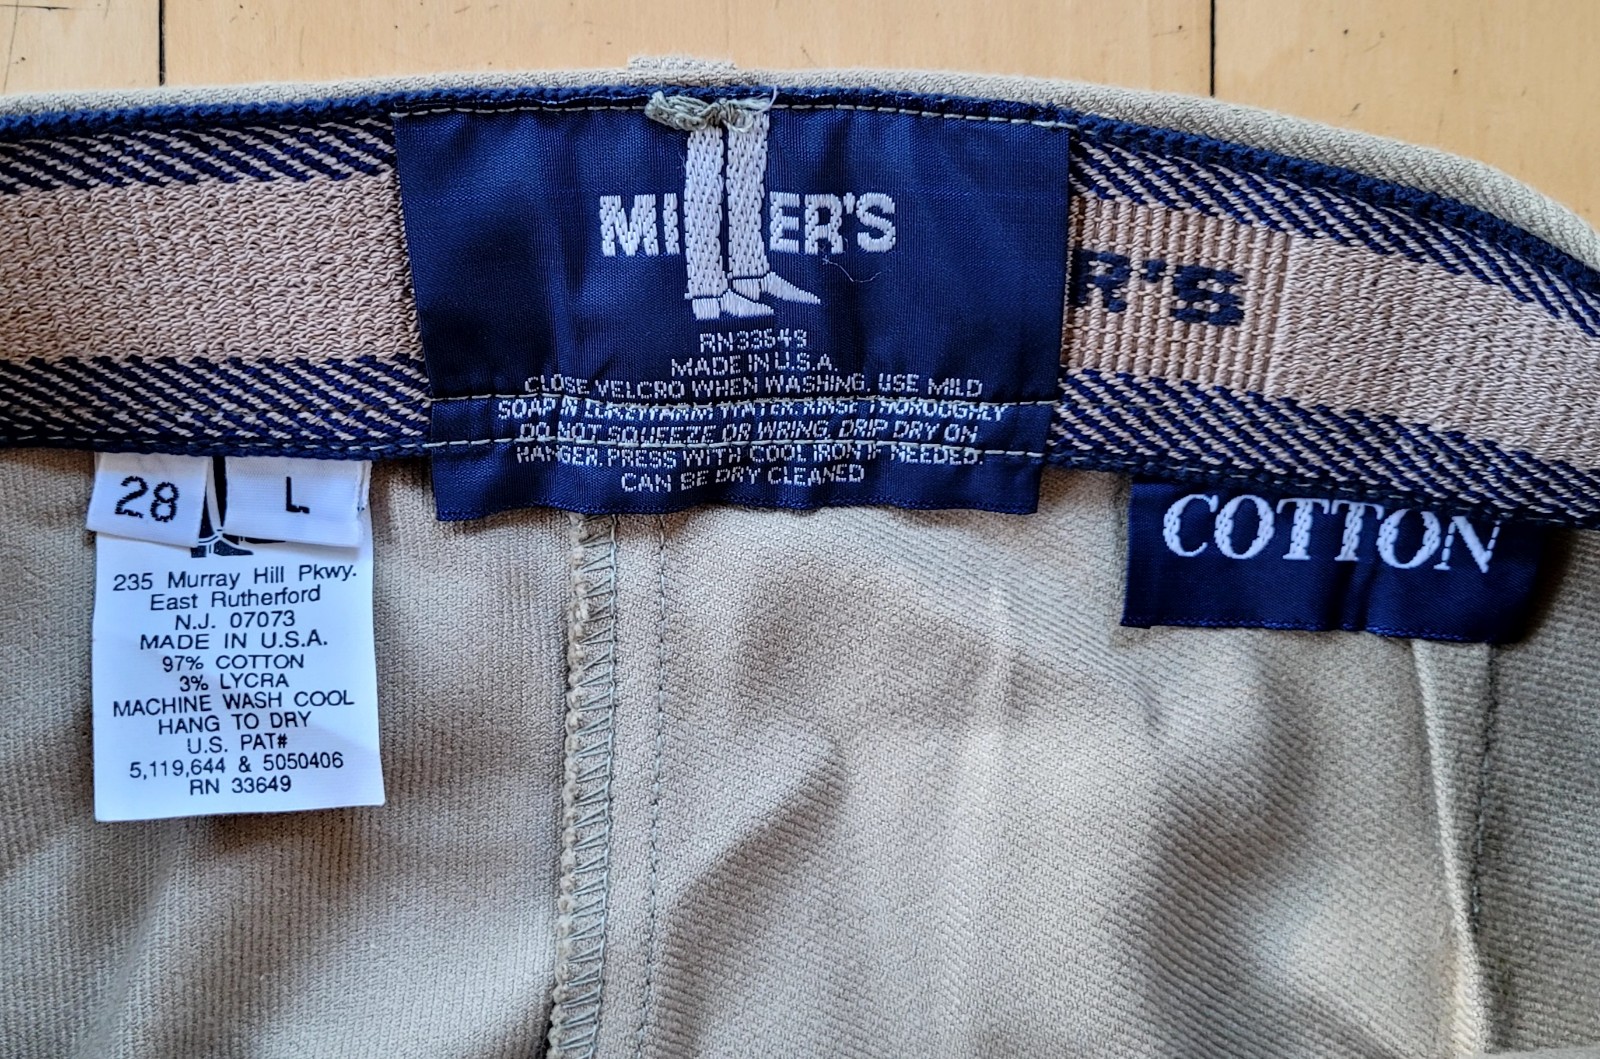 MILLER'S
RN 33649
MADE IN U.S.A.
CLOSE VELCRO WHEN WASHING. USE MILD
SOAP IN LUKEWARM WATER. RINSE THOROUGHLY
DO NOT SQUEEZE OR WRING. DRIP DRY ON
HANGER. PRESS WITH COOL IRON IF NEEDED.
CAN BE DRY CLEANED
R'S
28
L
235 Murray Hill Pkwy.
East Rutherford
N.J. 07073
MADE IN U.S.A.
97% COTTON
3% LYCRA
MACHINE WASH COOL
HANG TO DRY
U.S. PAT#
5,119,644 & 5050406
RN 33649
COTTON